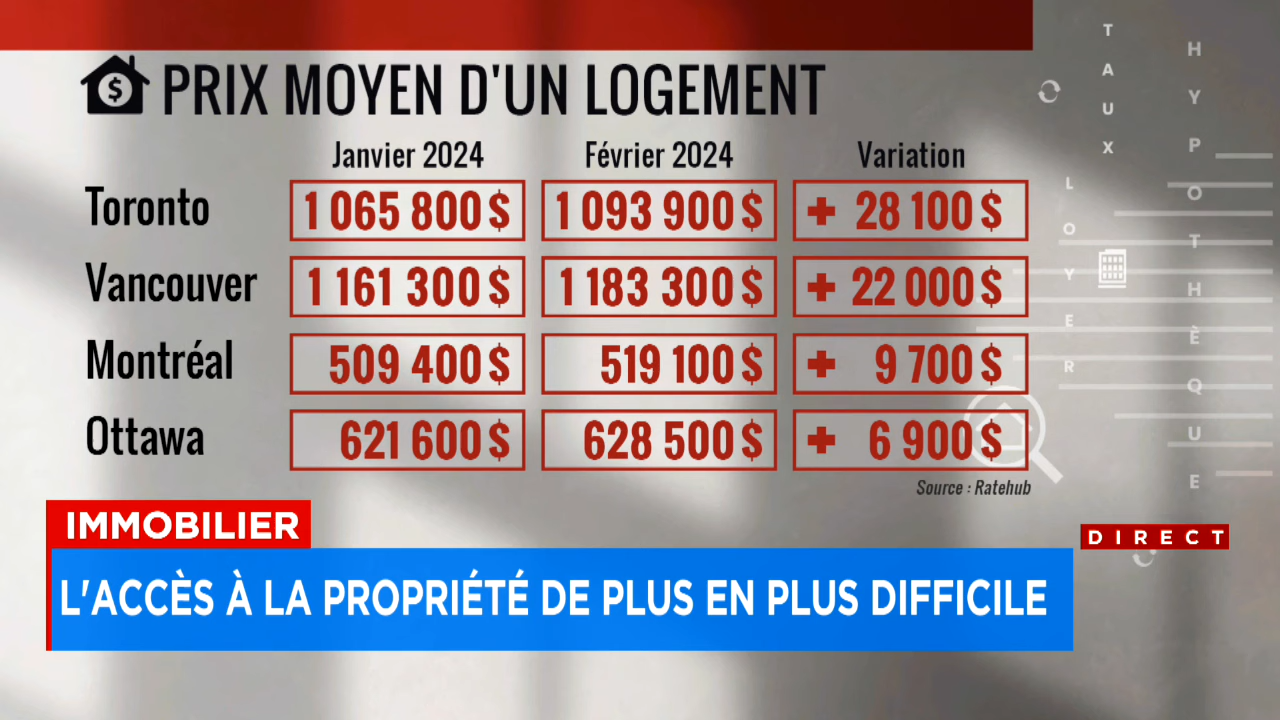 PRIX MOYEN D'UN LOGEMENT
Janvier 2024 Février 2024 Variation
Toronto 1 065 800 $ 1 093 900 $ + 28 100 $
Vancouver 1 161 300 $ 1 183 300 $ + 22 000 $
Montréal 509 400 $ 519 100 $ + 9 700 $
Ottawa 621 600 $ 628 500 $ + 6 900 $
Source : Ratehub
TAUX
LOYER
HYPOTHÈQUE
IMMOBILIER
DIRECT
L'ACCÈS À LA PROPRIÉTÉ DE PLUS EN PLUS DIFFICILE